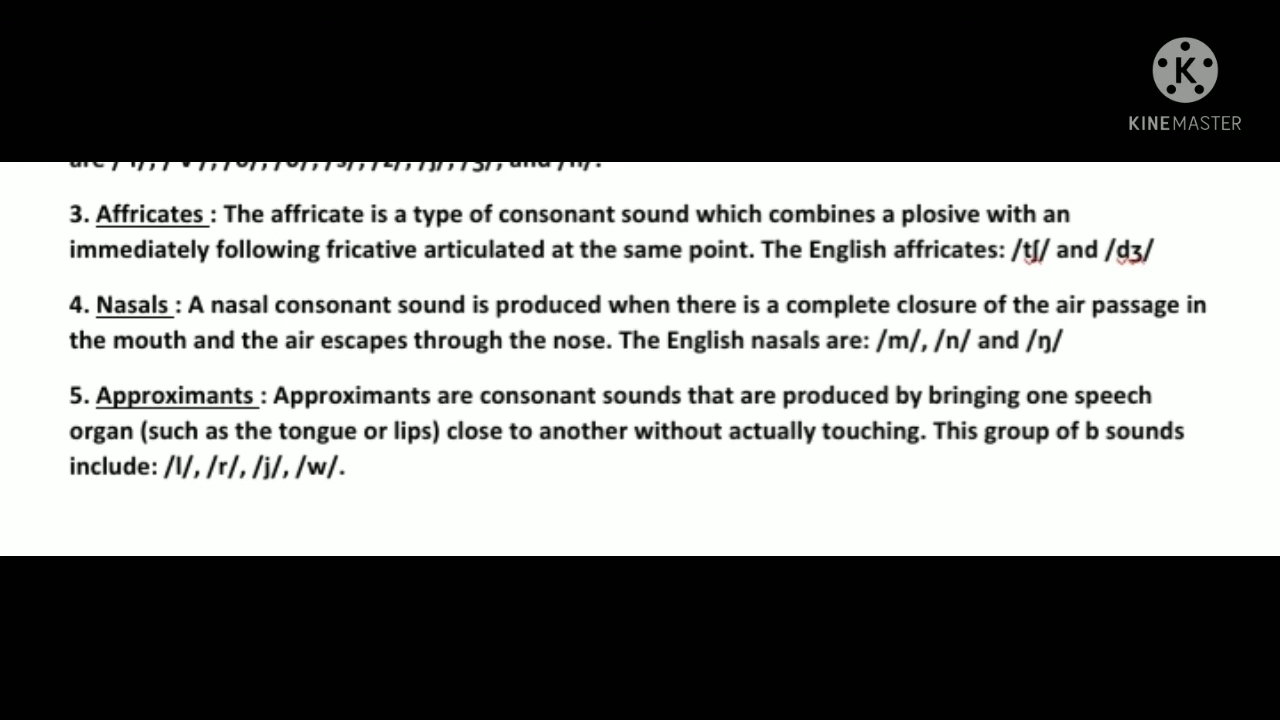 K
KINEMASTER
3. Affricates : The affricate is a type of consonant sound which combines a plosive with an
immediately following fricative articulated at the same point. The English affricates: /tʃ/ and /dʒ/
4. Nasals : A nasal consonant sound is produced when there is a complete closure of the air passage in
the mouth and the air escapes through the nose. The English nasals are: /m/, /n/ and /ŋ/
5. Approximants : Approximants are consonant sounds that are produced by bringing one speech
organ (such as the tongue or lips) close to another without actually touching. This group of b sounds
include: /l/, /r/, /j/, /w/.